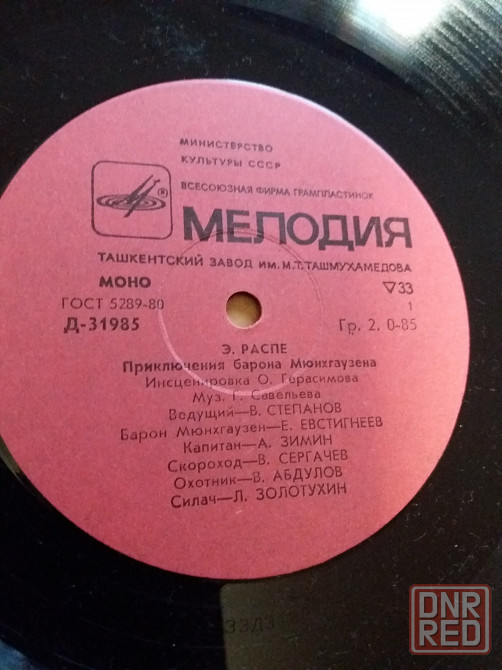 МИНИСТЕРСТВО
КУЛЬТУРЫ СССР
ВСЕСОЮЗНАЯ ФИРМА ГРАМПЛАСТИНОК
МЕЛОДИЯ
ТАШКЕНТСКИЙ ЗАВОД ИМ. М.Т.ТАШМУХАМЕДОВА
МОНО ▽33
ГОСТ 5289-80 1
Д-31985 Гр. 2. 0-85
Э. РАСПЕ
Приключения барона Мюнхгаузена
Инсценировка О. Герасимова
Муз. Г. Савельева
Ведущий—В. СТЕПАНОВ
Барон Мюнхгаузен—Е. ЕВСТИГНЕЕВ
Капитан—А. ЗИМИН
Скороход—В. СЕРГАЧЕВ
Охотник—В. АБДУЛОВ
Силач—Л. ЗОЛОТУХИН
DNR
RED